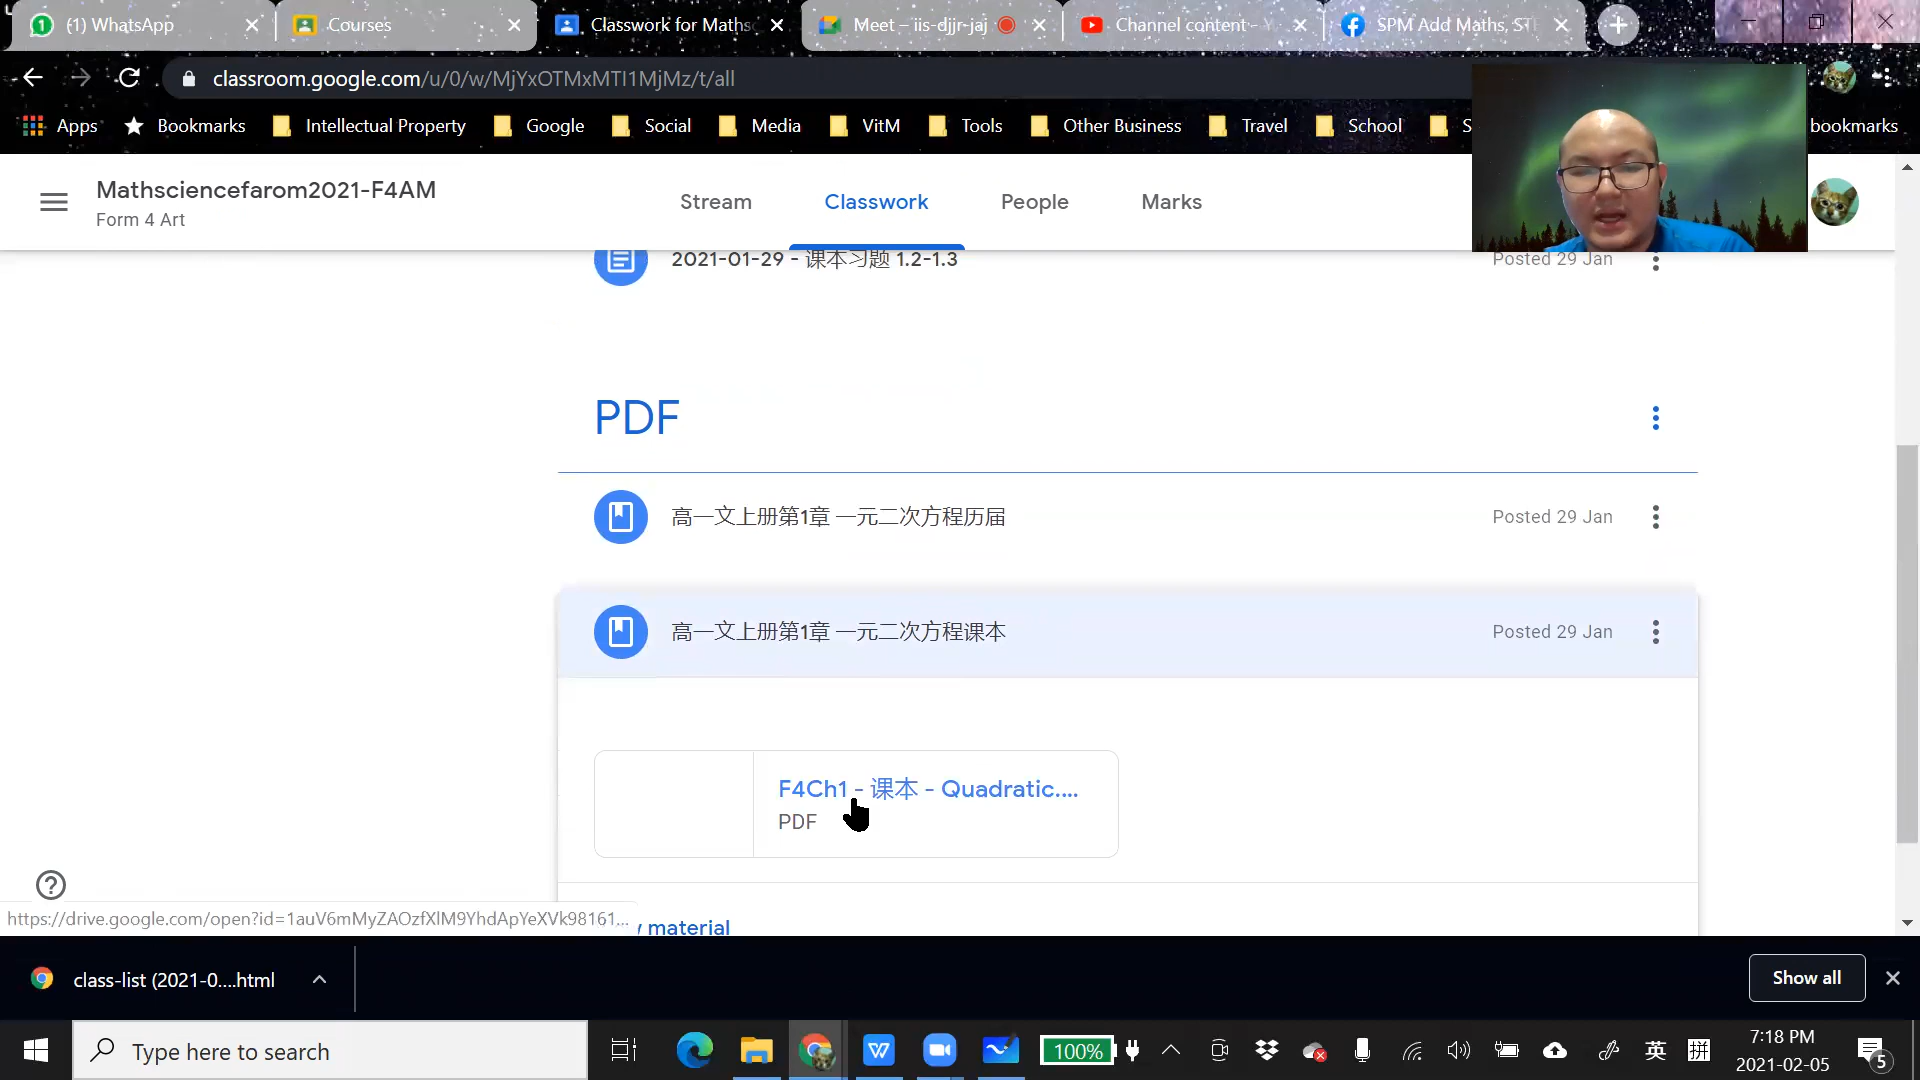 (1) WhatsApp
Courses
Classwork for Maths
Meet – iis-djjr-jaj
Channel content -
SPM Add Maths, STE
classroom.google.com/u/0/w/MjYxOTMxMTI1MjMz/t/all
Apps
Bookmarks
Intellectual Property
Google
Social
Media
VitM
Tools
Other Business
Travel
School
S
bookmarks
Mathsciencefarom2021-F4AM
Form 4 Art
Stream
Classwork
People
Marks
2021-01-29 - 课本习题 1.2-1.3
Posted 29 Jan
PDF
高一文上册第1章 一元二次方程历届
Posted 29 Jan
高一文上册第1章 一元二次方程课本
Posted 29 Jan
F4Ch1 - 课本 - Quadratic....
PDF
https://drive.google.com/open?id=1auV6mMyZAOzfXlM9YhdApYeXVk98161...
material
class-list (2021-0....html
Show all
Type here to search
100%
英
拼
7:18 PM
2021-02-05
5